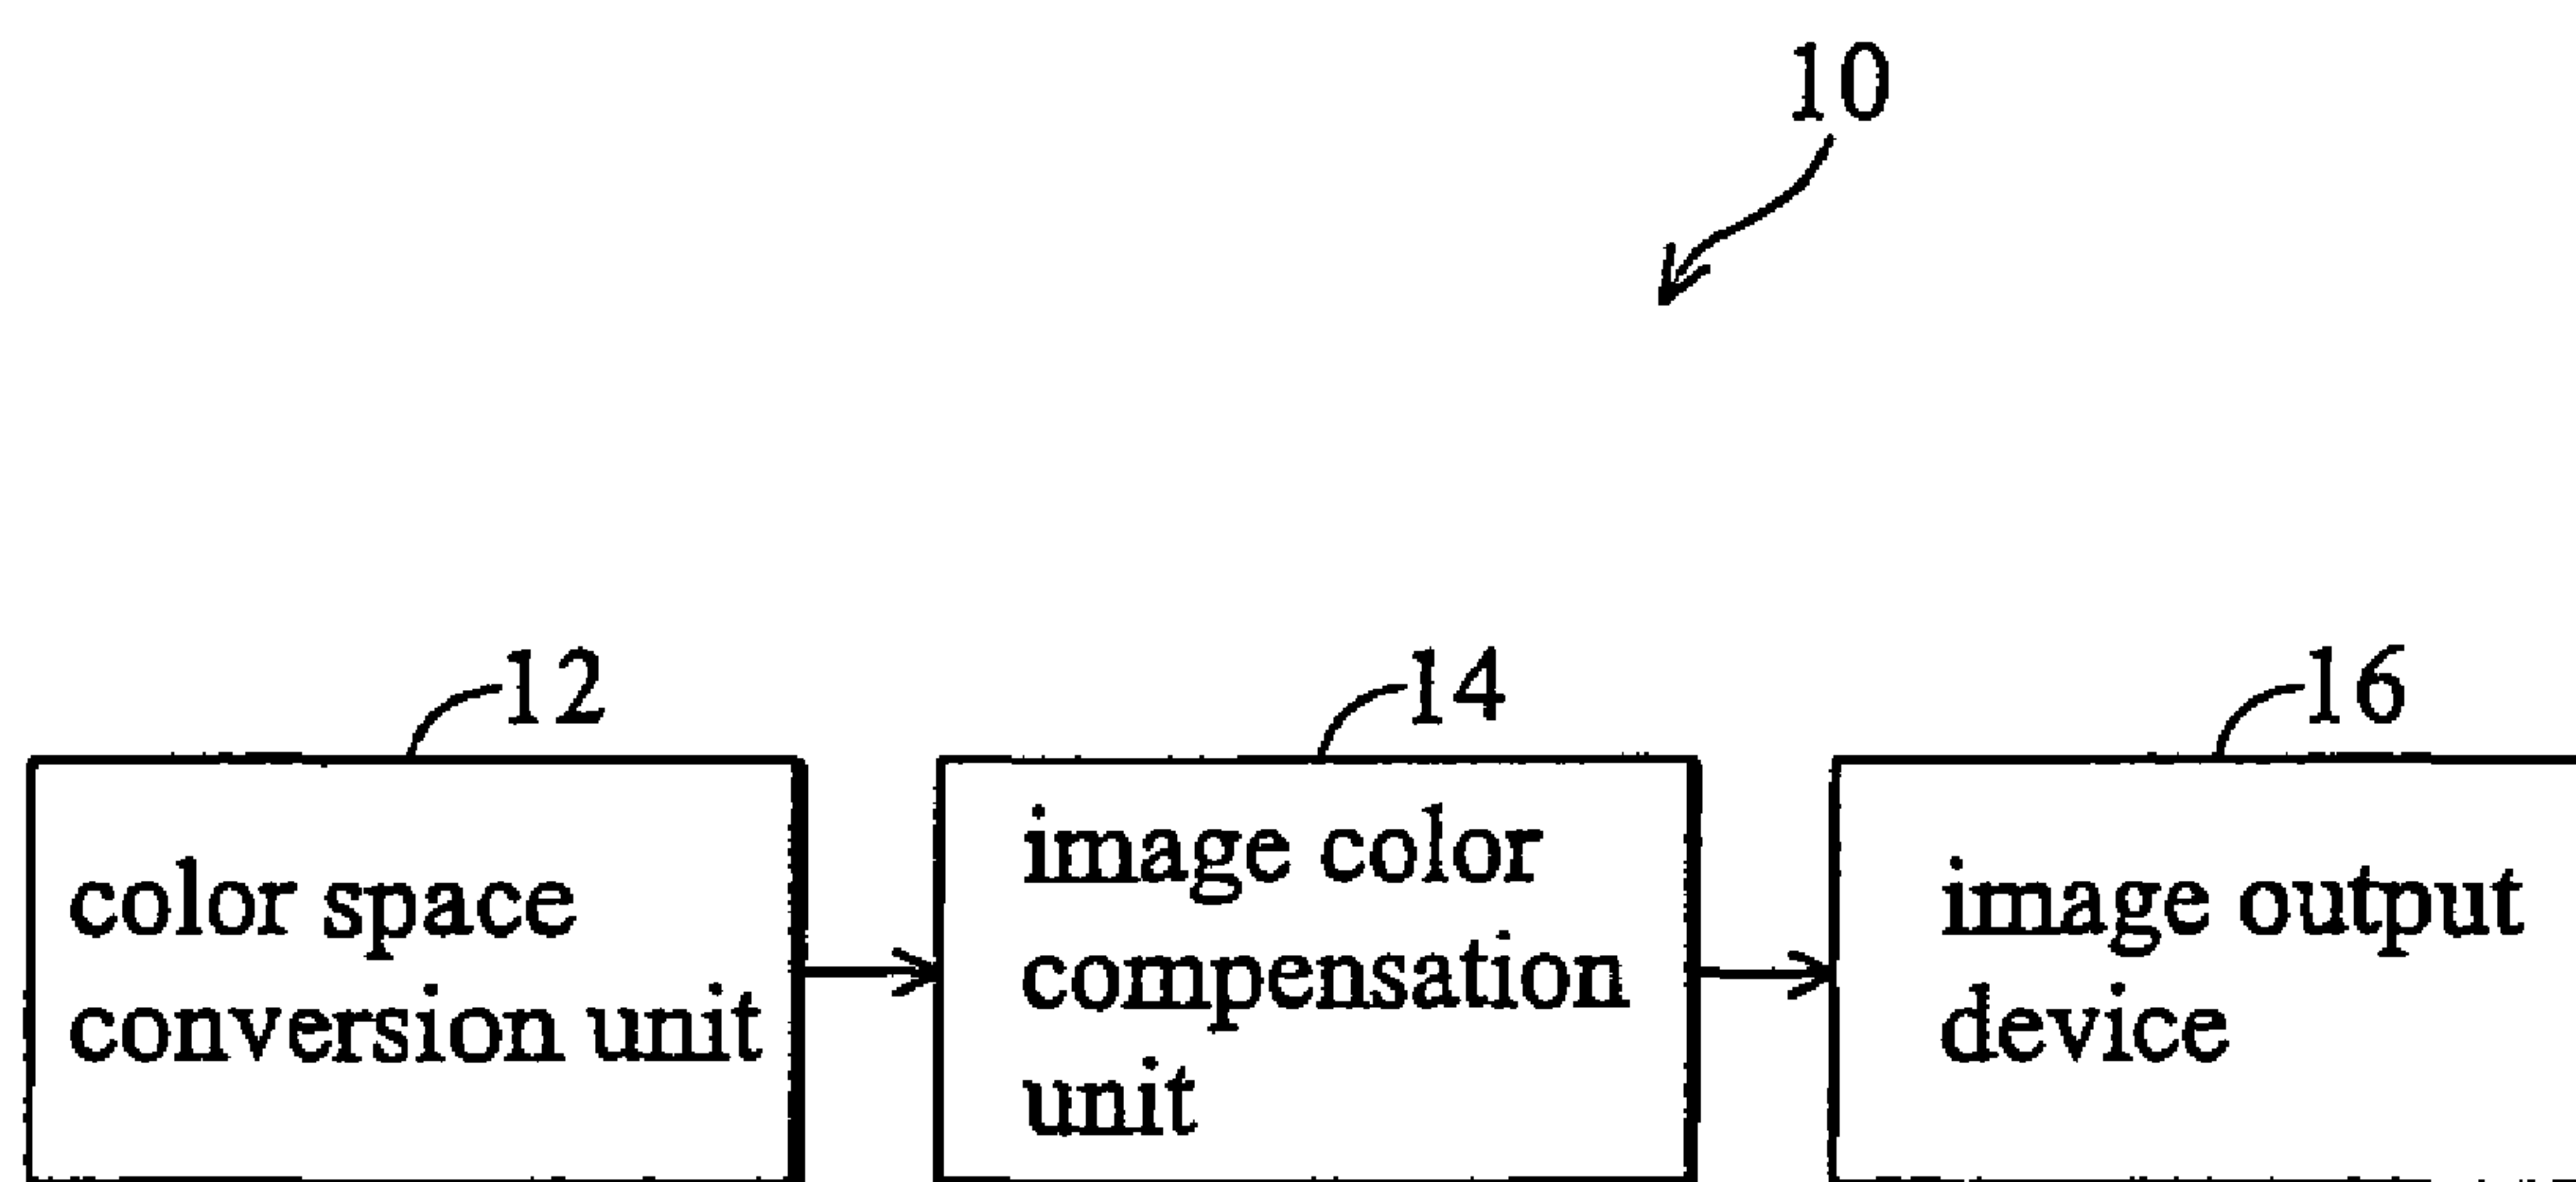 10
12
14
16
color space
conversion unit
image color
compensation
unit
image output
device